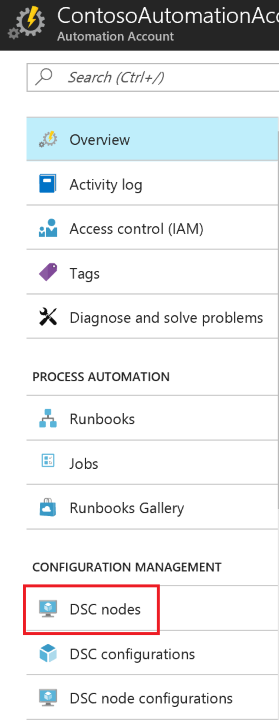 ContosoAutomationAcc
Automation Account
Search (Ctrl+/)
Overview
Activity log
Access control (IAM)
Tags
Diagnose and solve problems
PROCESS AUTOMATION
Runbooks
Jobs
Runbooks Gallery
CONFIGURATION MANAGEMENT
DSC nodes
DSC configurations
DSC node configurations